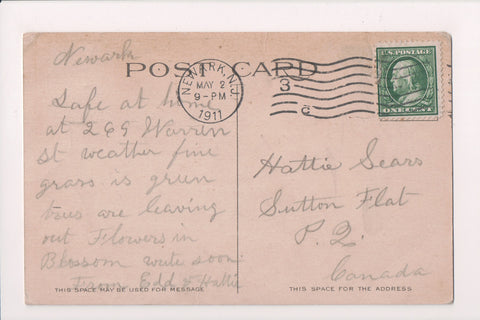 Newark
POST CARD
NEWARK, N.J.
MAY 2
9-PM
1911
3
C
U.S. POSTAGE
ONE CENT
Safe at home
at 269 Warren
st weather fine
grass is green
trees are leaving
out Flowers in
Blossom write soon
From Edd & Hattie
Hattie Sears
Sutton Flat
P. Q.
Canada
THIS SPACE MAY BE USED FOR MESSAGE
THIS SPACE IS FOR THE ADDRESS